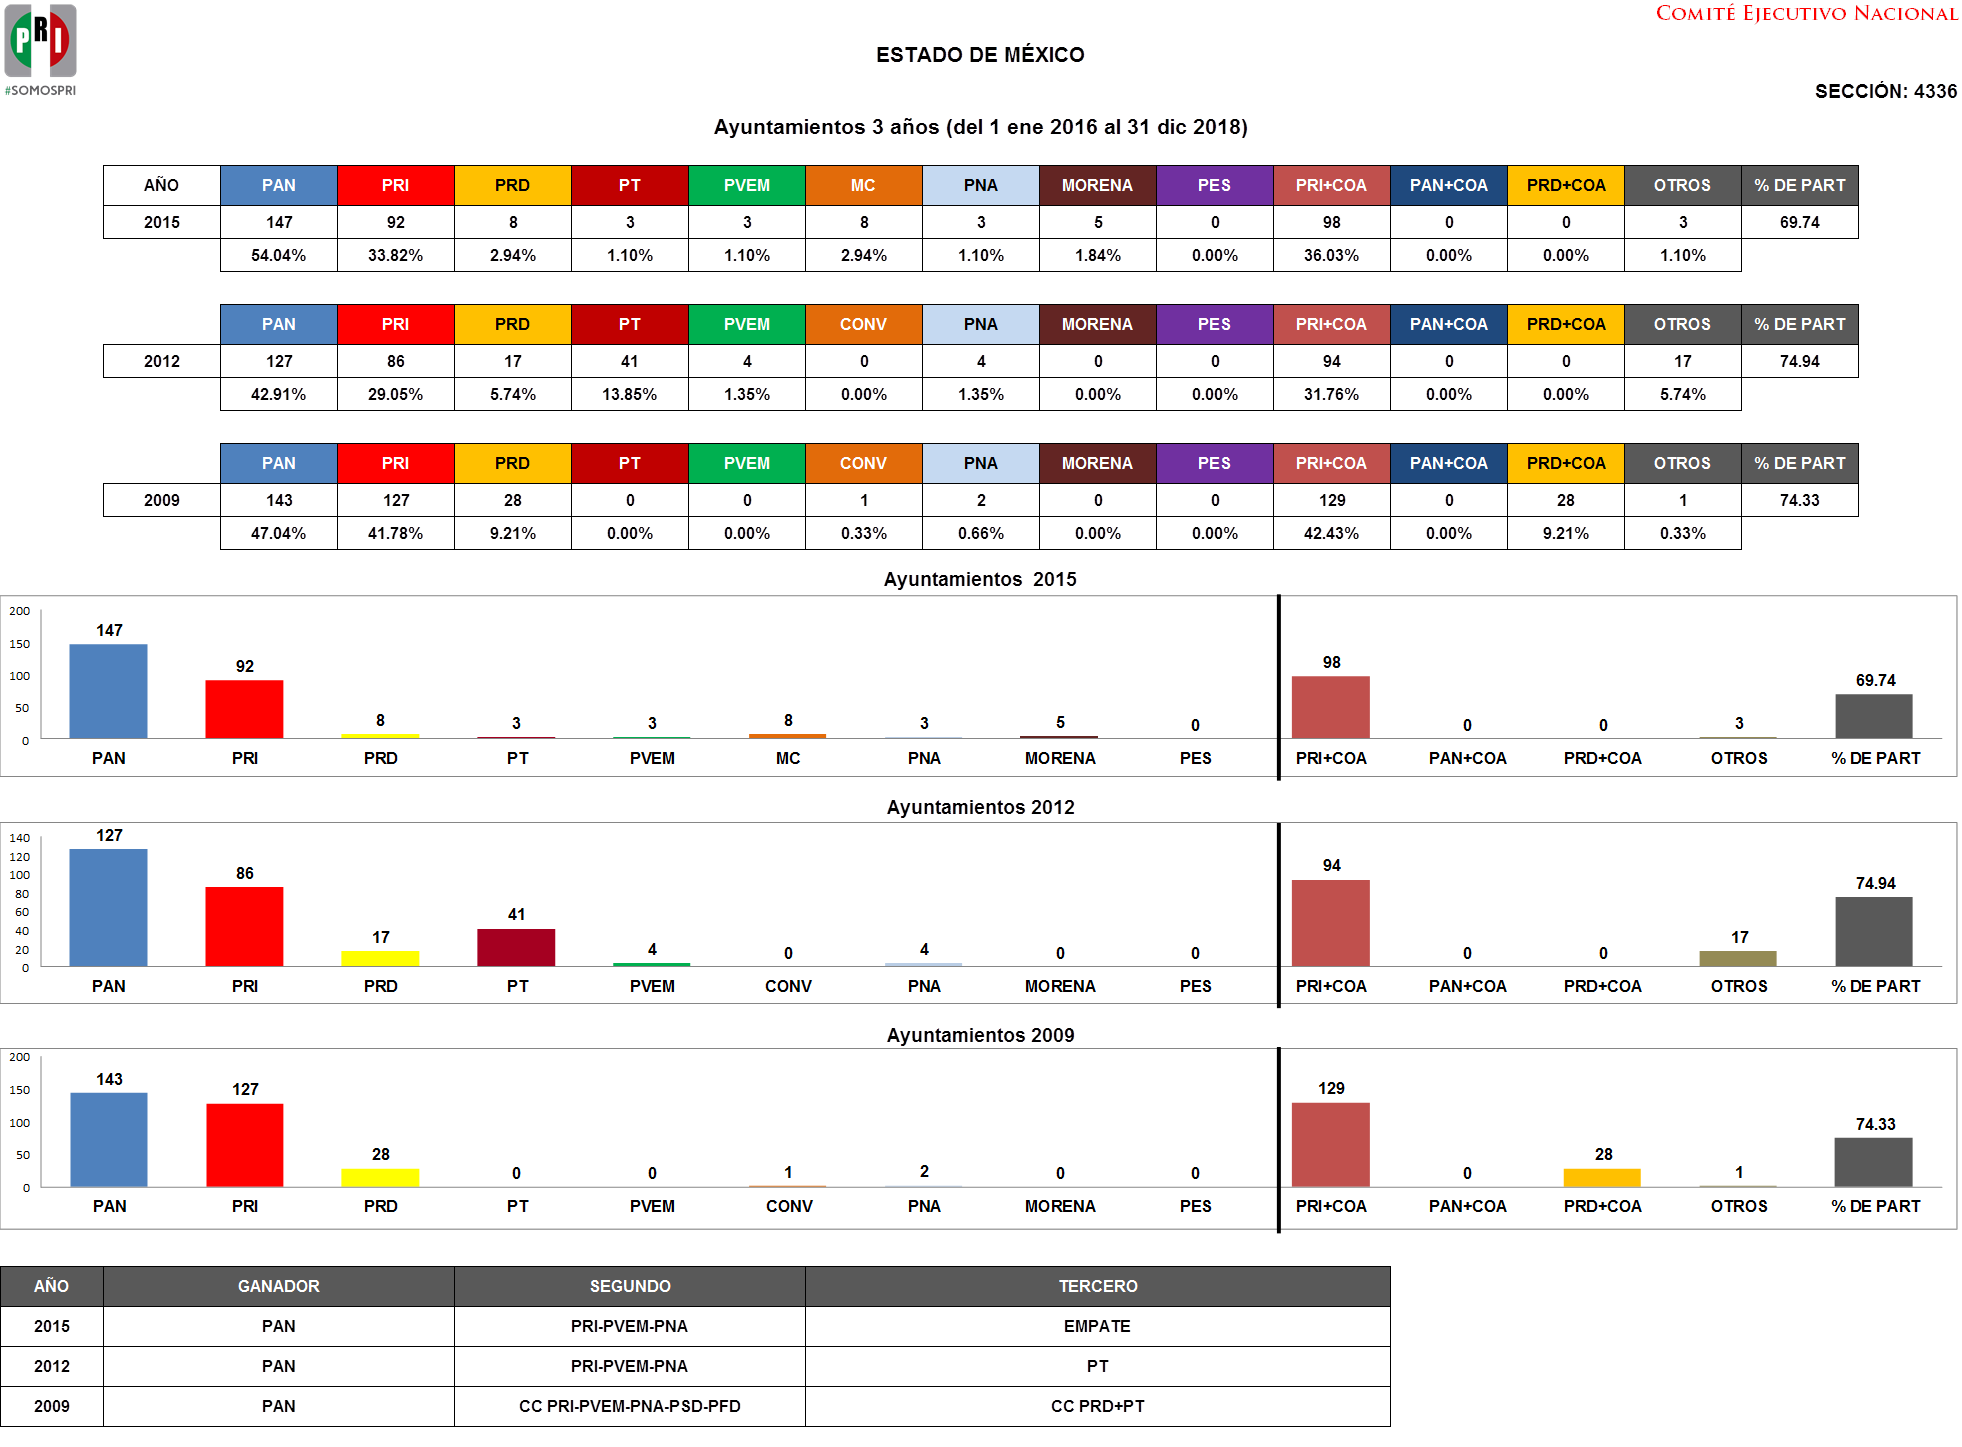 PRI
#SOMOSPRI
COMITÉ EJECUTIVO NACIONAL
ESTADO DE MÉXICO
SECCIÓN: 4336
Ayuntamientos 3 años (del 1 ene 2016 al 31 dic 2018)
AÑO PAN PRI PRD PT PVEM MC PNA MORENA PES PRI+COA PAN+COA PRD+COA OTROS % DE PART
2015 147 92 8 3 3 8 3 5 0 98 0 0 3 69.74
54.04% 33.82% 2.94% 1.10% 1.10% 2.94% 1.10% 1.84% 0.00% 36.03% 0.00% 0.00% 1.10%
PAN PRI PRD PT PVEM CONV PNA MORENA PES PRI+COA PAN+COA PRD+COA OTROS % DE PART
2012 127 86 17 41 4 0 4 0 0 94 0 0 17 74.94
42.91% 29.05% 5.74% 13.85% 1.35% 0.00% 1.35% 0.00% 0.00% 31.76% 0.00% 0.00% 5.74%
PAN PRI PRD PT PVEM CONV PNA MORENA PES PRI+COA PAN+COA PRD+COA OTROS % DE PART
2009 143 127 28 0 0 1 2 0 0 129 0 28 1 74.33
47.04% 41.78% 9.21% 0.00% 0.00% 0.33% 0.66% 0.00% 0.00% 42.43% 0.00% 9.21% 0.33%
Ayuntamientos 2015
200
150
100
50
0
147 92 8 3 3 8 3 5 0 98 0 0 3 69.74
PAN PRI PRD PT PVEM MC PNA MORENA PES PRI+COA PAN+COA PRD+COA OTROS % DE PART
Ayuntamientos 2012
140
120
100
80
60
40
20
0
127 86 17 41 4 0 4 0 0 94 0 0 17 74.94
PAN PRI PRD PT PVEM CONV PNA MORENA PES PRI+COA PAN+COA PRD+COA OTROS % DE PART
Ayuntamientos 2009
200
150
100
50
0
143 127 28 0 0 1 2 0 0 129 0 28 1 74.33
PAN PRI PRD PT PVEM CONV PNA MORENA PES PRI+COA PAN+COA PRD+COA OTROS % DE PART
AÑO GANADOR SEGUNDO TERCERO
2015 PAN PRI-PVEM-PNA EMPATE
2012 PAN PRI-PVEM-PNA PT
2009 PAN CC PRI-PVEM-PNA-PSD-PFD CC PRD+PT